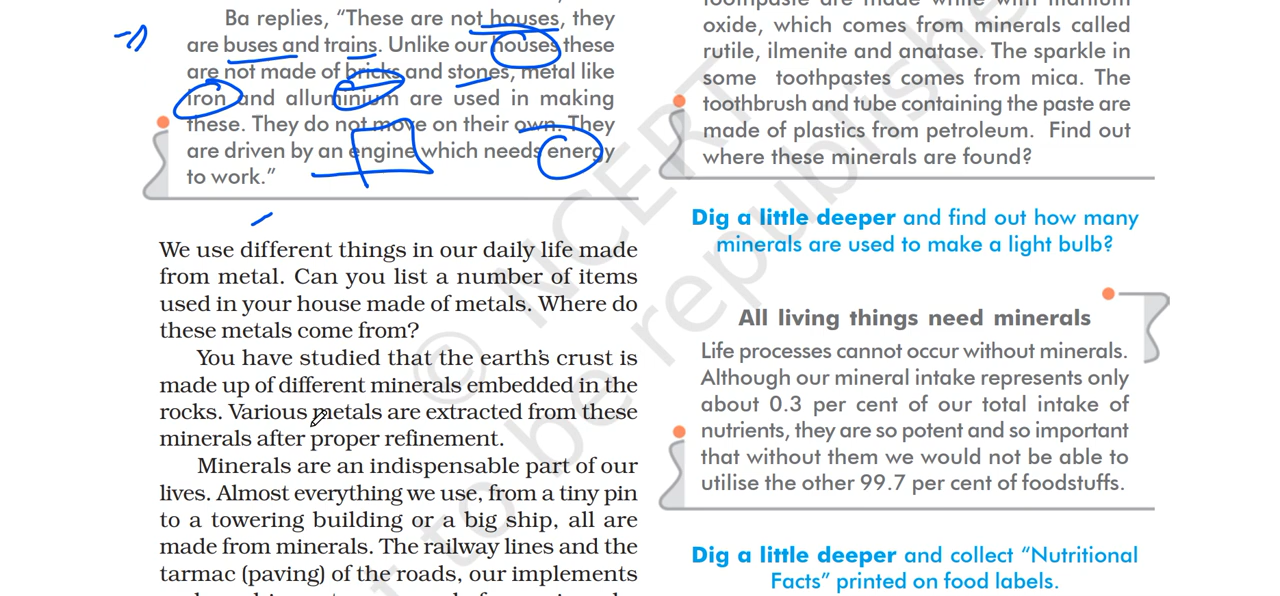 Ba replies, “These are not houses, they
are buses and trains. Unlike our houses these
are not made of bricks and stones, metal like
iron and alluminium are used in making
these. They do not move on their own. They
are driven by an engine which needs energy
to work.”
We use different things in our daily life made
from metal. Can you list a number of items
used in your house made of metals. Where do
these metals come from?
You have studied that the earth’s crust is
made up of different minerals embedded in the
rocks. Various metals are extracted from these
minerals after proper refinement.
Minerals are an indispensable part of our
lives. Almost everything we use, from a tiny pin
to a towering building or a big ship, all are
made from minerals. The railway lines and the
tarmac (paving) of the roads, our implements
toothpaste are made white with titanium
oxide, which comes from minerals called
rutile, ilmenite and anatase. The sparkle in
some toothpastes comes from mica. The
toothbrush and tube containing the paste are
made of plastics from petroleum. Find out
where these minerals are found?
Dig a little deeper and find out how many
minerals are used to make a light bulb?
All living things need minerals
Life processes cannot occur without minerals.
Although our mineral intake represents only
about 0.3 per cent of our total intake of
nutrients, they are so potent and so important
that without them we would not be able to
utilise the other 99.7 per cent of foodstuffs.
Dig a little deeper and collect “Nutritional
Facts” printed on food labels.
© NCERT
to be republishe